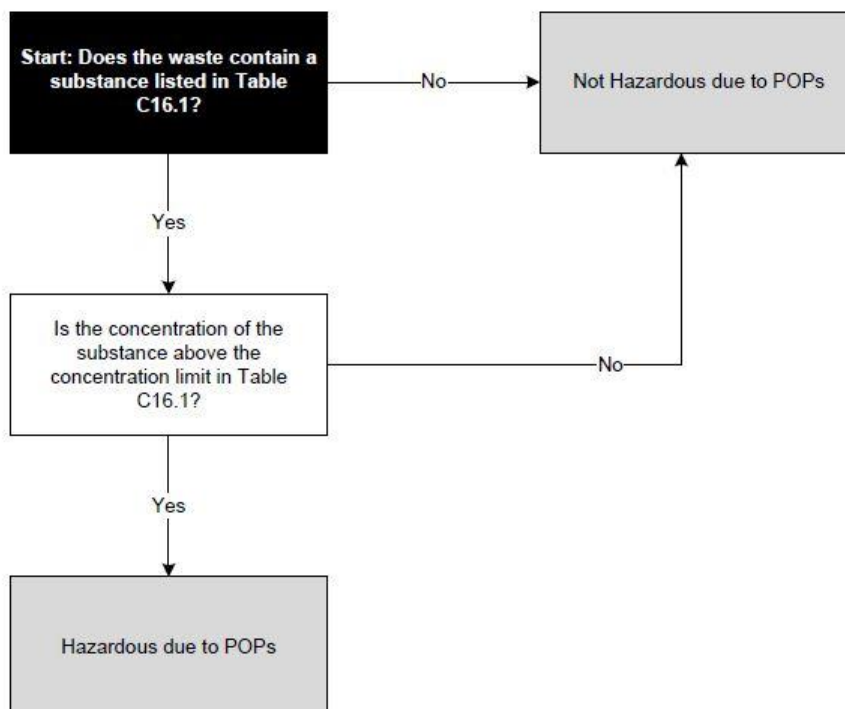 Start: Does the waste contain a
substance listed in Table
C16.1?
No
Not Hazardous due to POPs
Yes
Is the concentration of the
substance above the
concentration limit in Table
C16.1?
No
Yes
Hazardous due to POPs